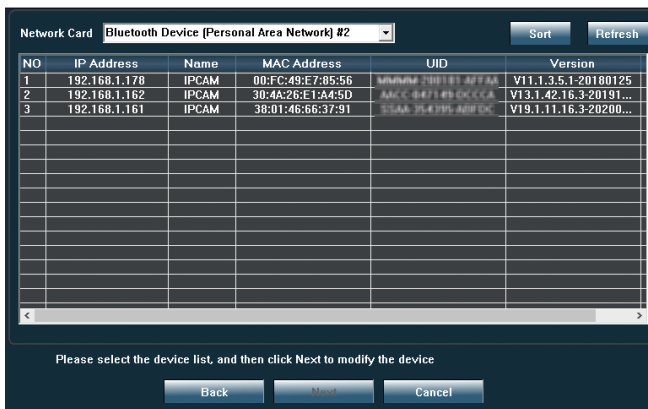 Network Card Bluetooth Device (Personal Area Network) #2 Sort Refresh
NO IP Address Name MAC Address UID Version
1 192.168.1.178 IPCAM 00:FC:49:E7:85:56 V11.1.3.5.1-20180125
2 192.168.1.162 IPCAM 30:4A:26:E1:A4:5D V13.1.42.16.3-20191...
3 192.168.1.161 IPCAM 38:01:46:66:37:91 V19.1.11.16.3-20200...
Please select the device list, and then click Next to modify the device
Back Next Cancel